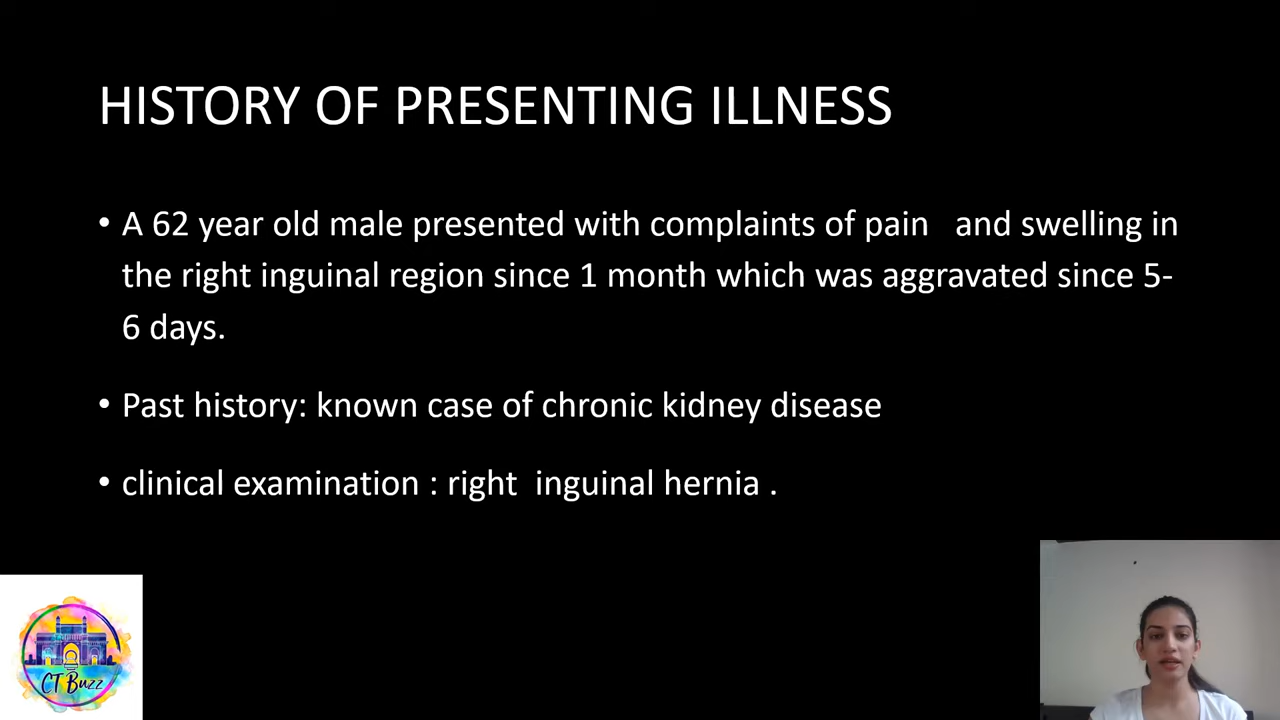 HISTORY OF PRESENTING ILLNESS
• A 62 year old male presented with complaints of pain and swelling in
the right inguinal region since 1 month which was aggravated since 5-
6 days.
• Past history: known case of chronic kidney disease
• clinical examination : right inguinal hernia .
CT Buzz